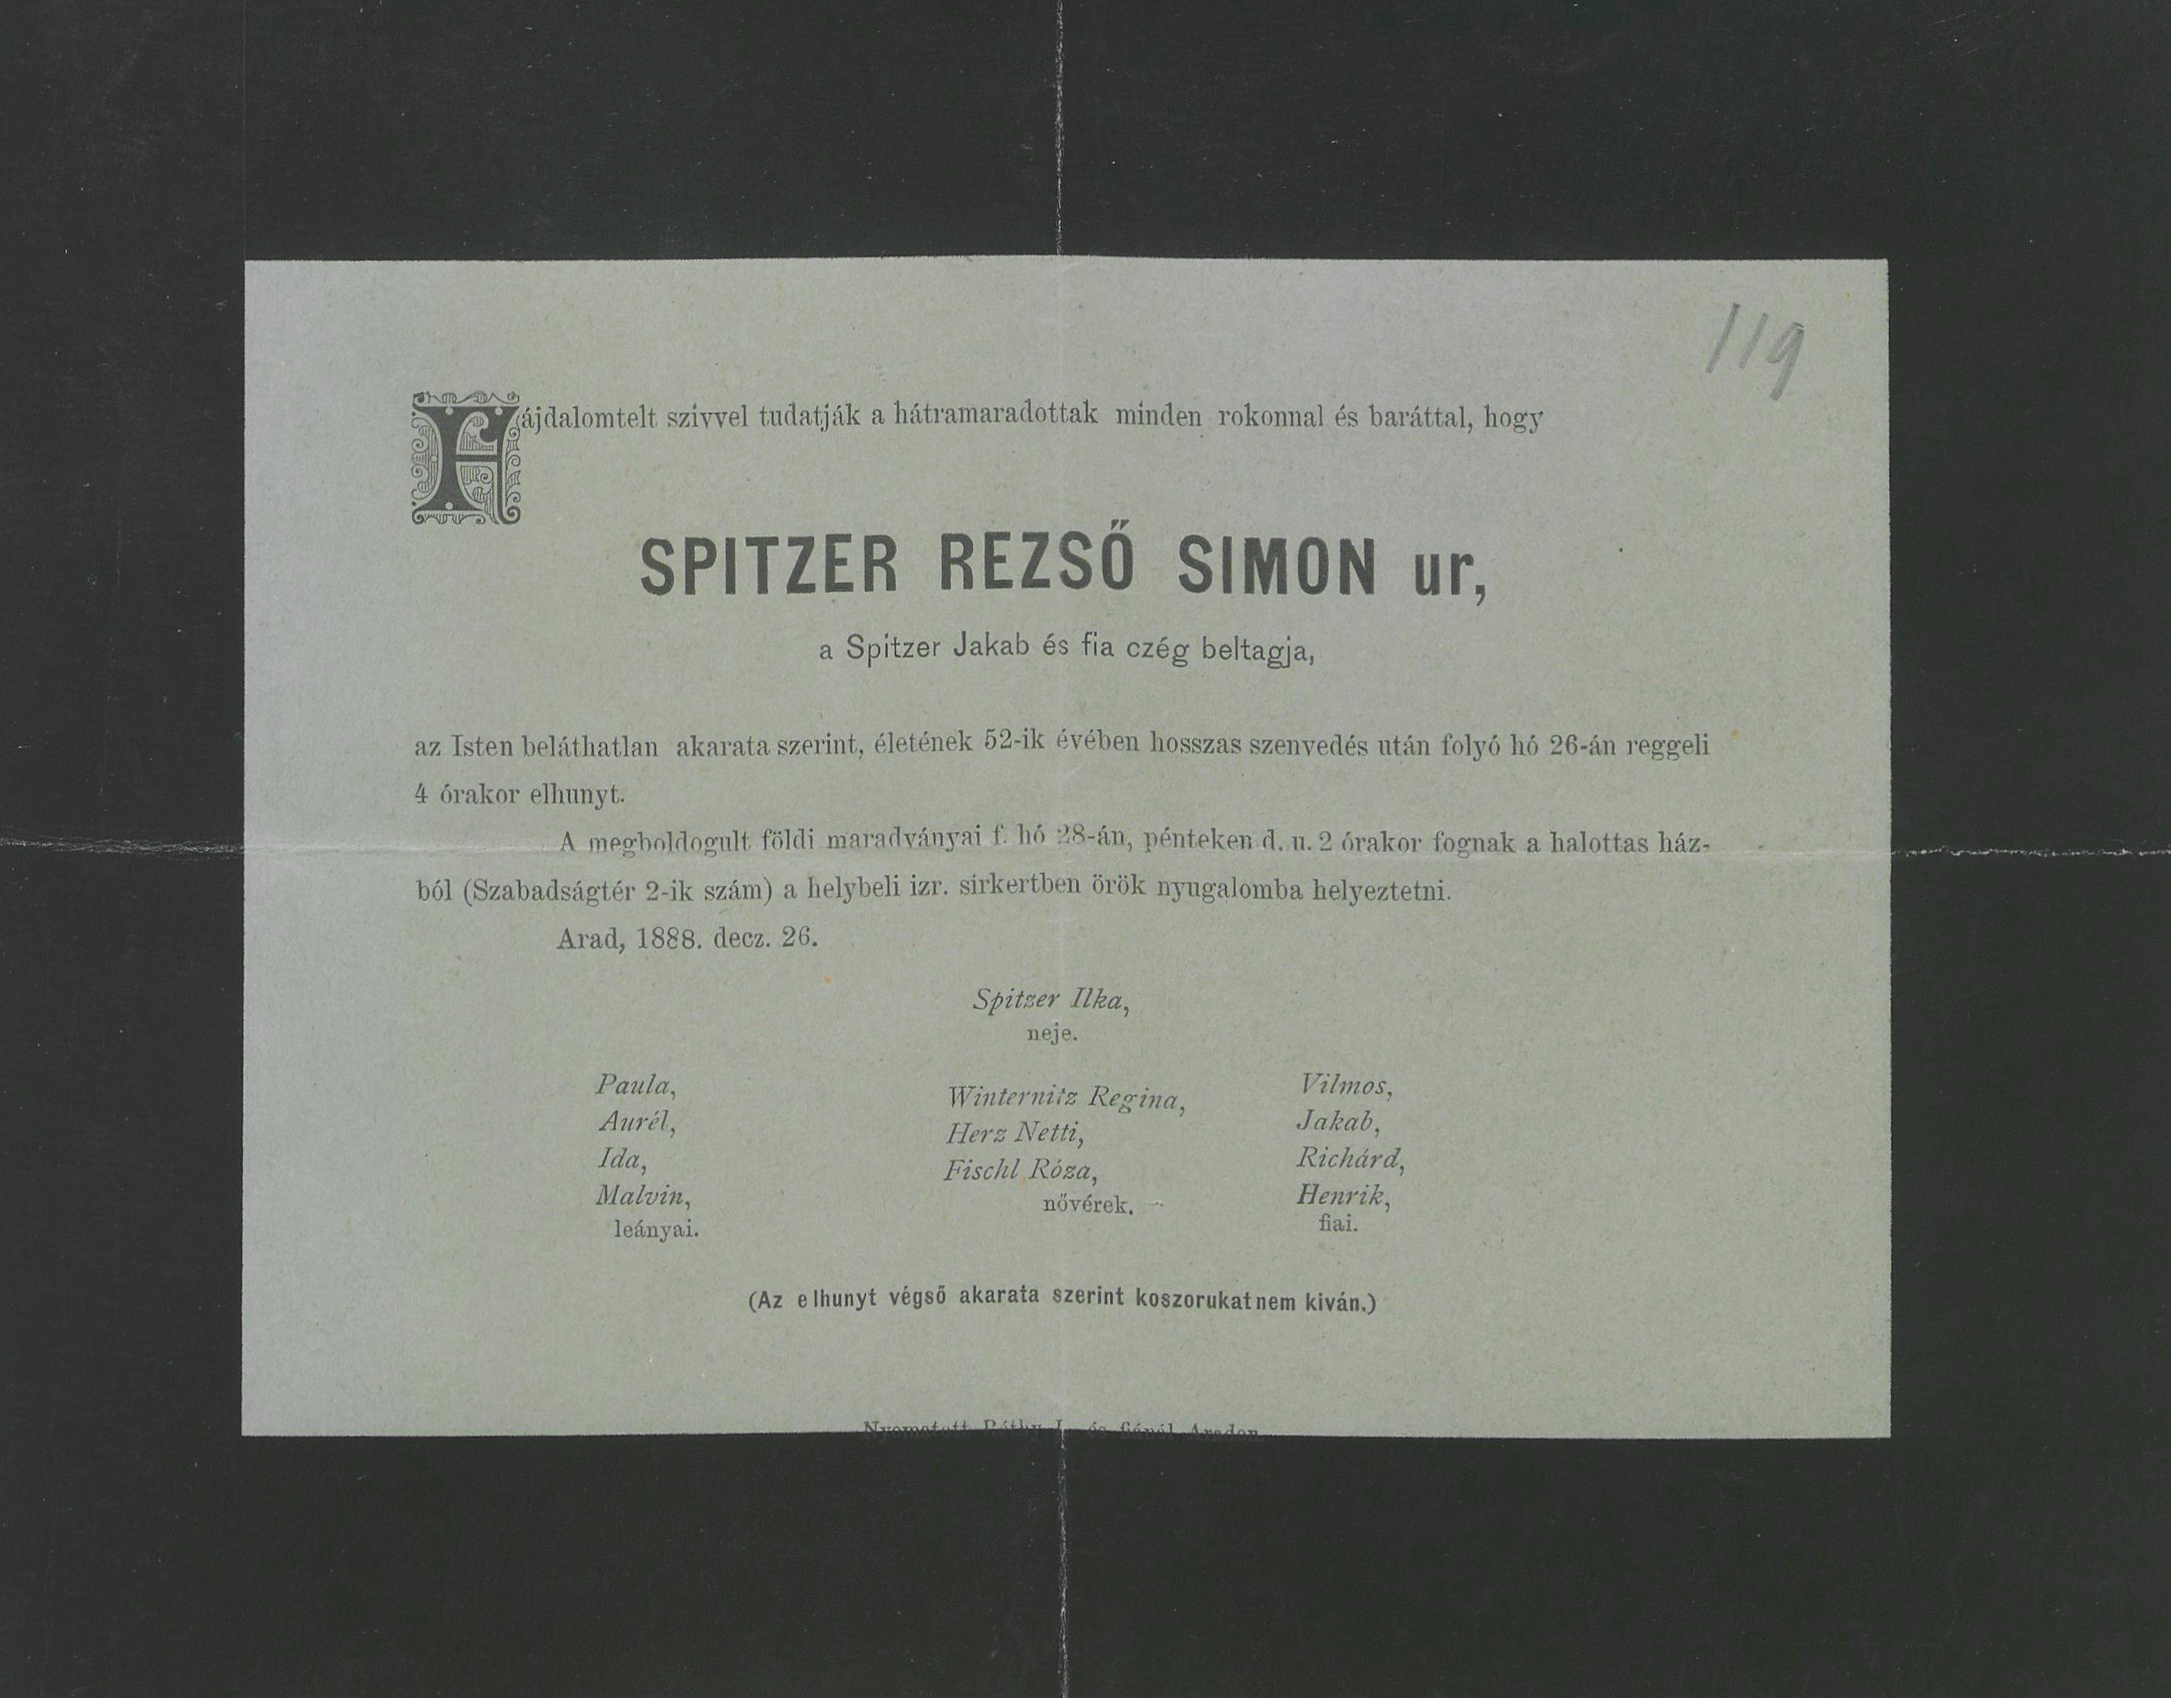 119
Fájdalomtelt szivvel tudatják a hátramaradottak minden rokonnal és baráttal, hogy
SPITZER REZSŐ SIMON ur,
a Spitzer Jakab és fia czég beltagja,
az Isten beláthatlan akarata szerint, életének 52-ik évében hosszas szenvedés után folyó hó 26-án reggeli
4 órakor elhunyt.
A megboldogult földi maradványai f. hó 28-án, pénteken d. u. 2 órakor fognak a halottas ház-
ból (Szabadságtér 2-ik szám) a helybeli izr. sirkertben örök nyugalomba helyeztetni.
Arad, 1888. decz. 26.
Spitzer Ilka,
neje.
Paula,
Aurél,
Ida,
Malvin,
leányai.
Winternitz Regina,
Herz Netti,
Fischl Róza,
nővérek.
Vilmos,
Jakab,
Richárd,
Henrik,
fiai.
(Az elhunyt végső akarata szerint koszorukat nem kiván.)
Nyomatott Réthy L. és fiánál Aradon